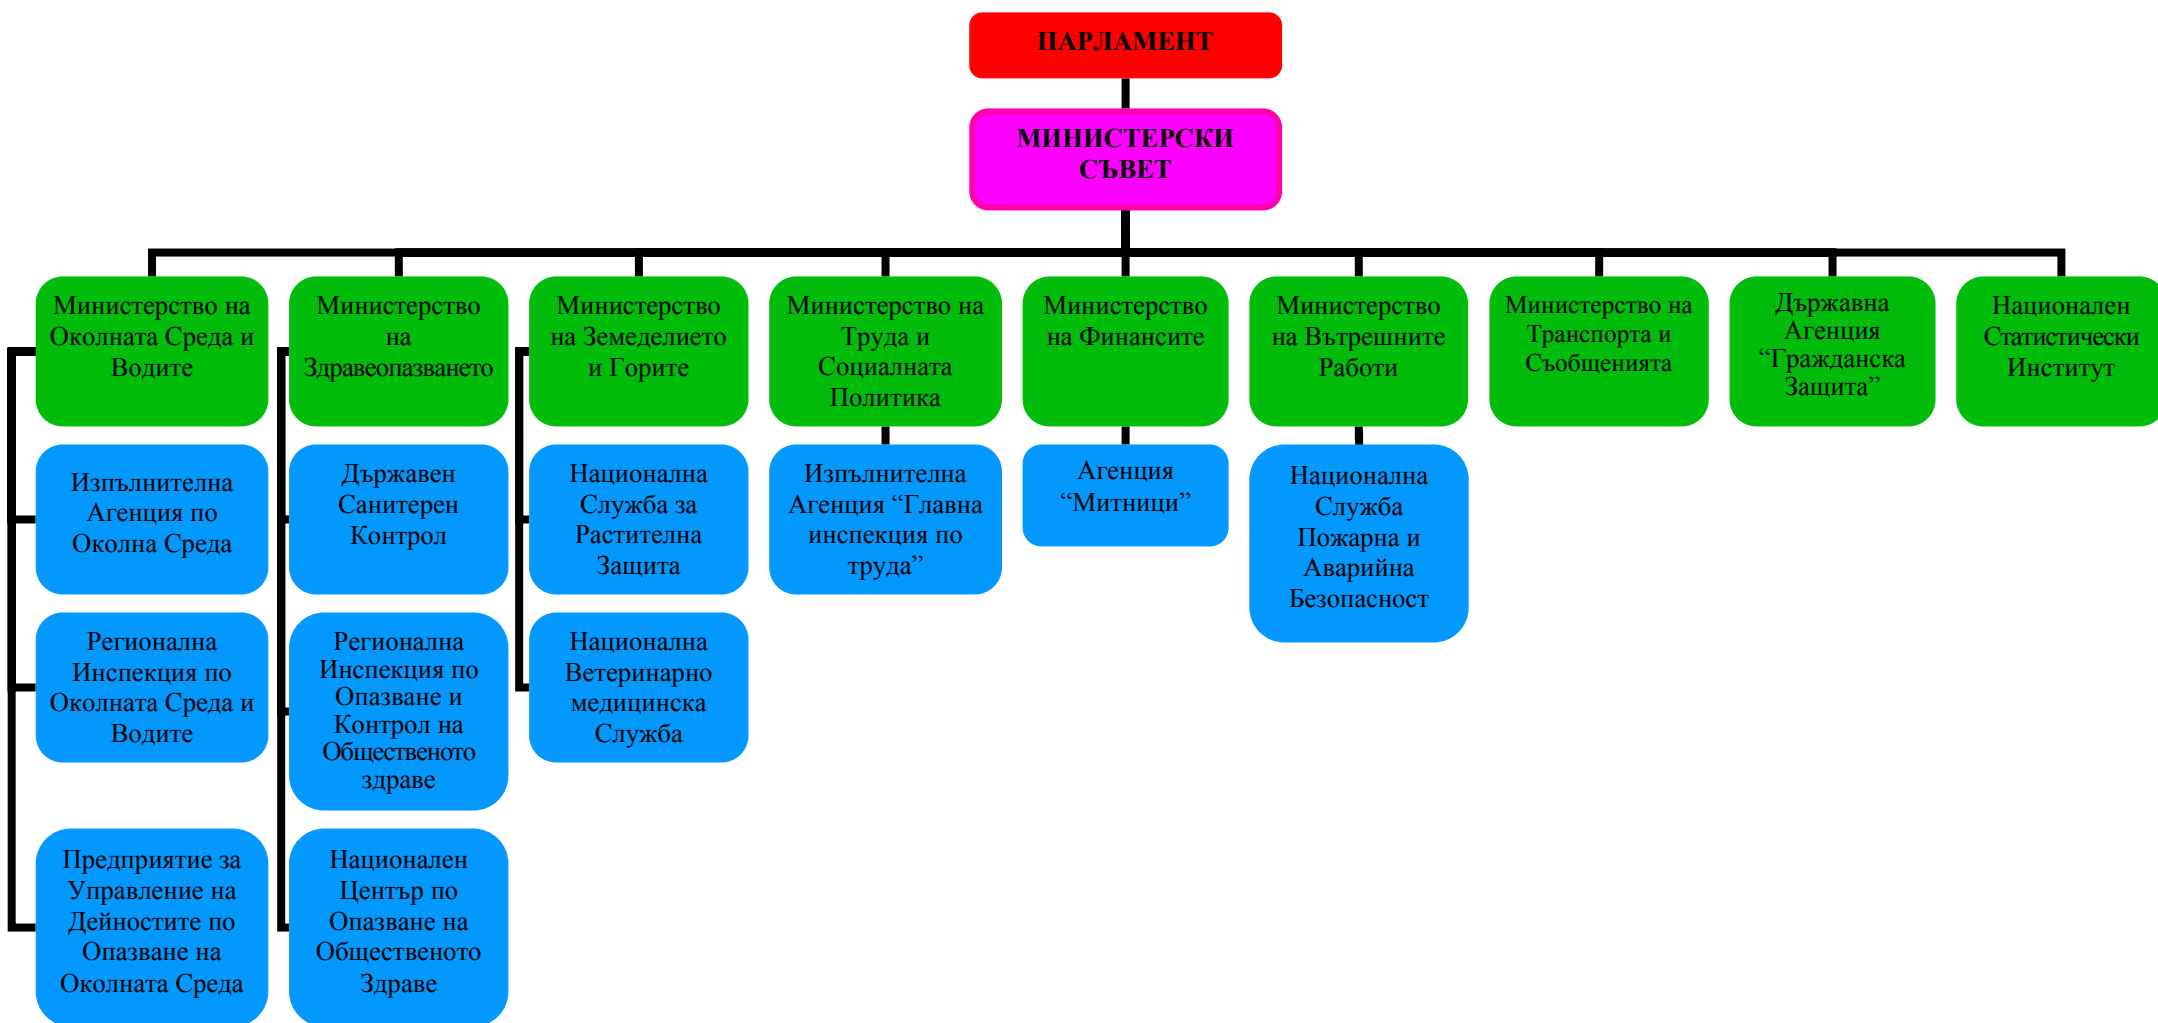 ПАРЛАМЕНТ
МИНИСТЕРСКИ
СЪВЕТ
Министерство на
Околната Среда и
Водите
Министерство
на
Здравеопазването
Министерство
на Земеделието
и Горите
Министерство на
Труда и
Социалната
Политика
Министерство
на Финансите
Министерство
на Вътрешните
Работи
Министерство на
Транспорта и
Съобщенията
Държавна
Агенция
“Гражданска
Защита”
Национален
Статистически
Институт
Изпълнителна
Агенция по
Околна Среда
Държавен
Санитерен
Контрол
Национална
Служба за
Растителна
Защита
Изпълнителна
Агенция “Главна
инспекция по
труда”
Агенция
“Митници”
Национална
Служба
Пожарна и
Аварийна
Безопасност
Регионална
Инспекция по
Околната Среда и
Водите
Регионална
Инспекция по
Опазване и
Контрол на
Общественото
здраве
Национална
Ветеринарно
медицинска
Служба
Предприятие за
Управление на
Дейностите по
Опазване на
Околната Среда
Национален
Център по
Опазване на
Общественото
Здраве